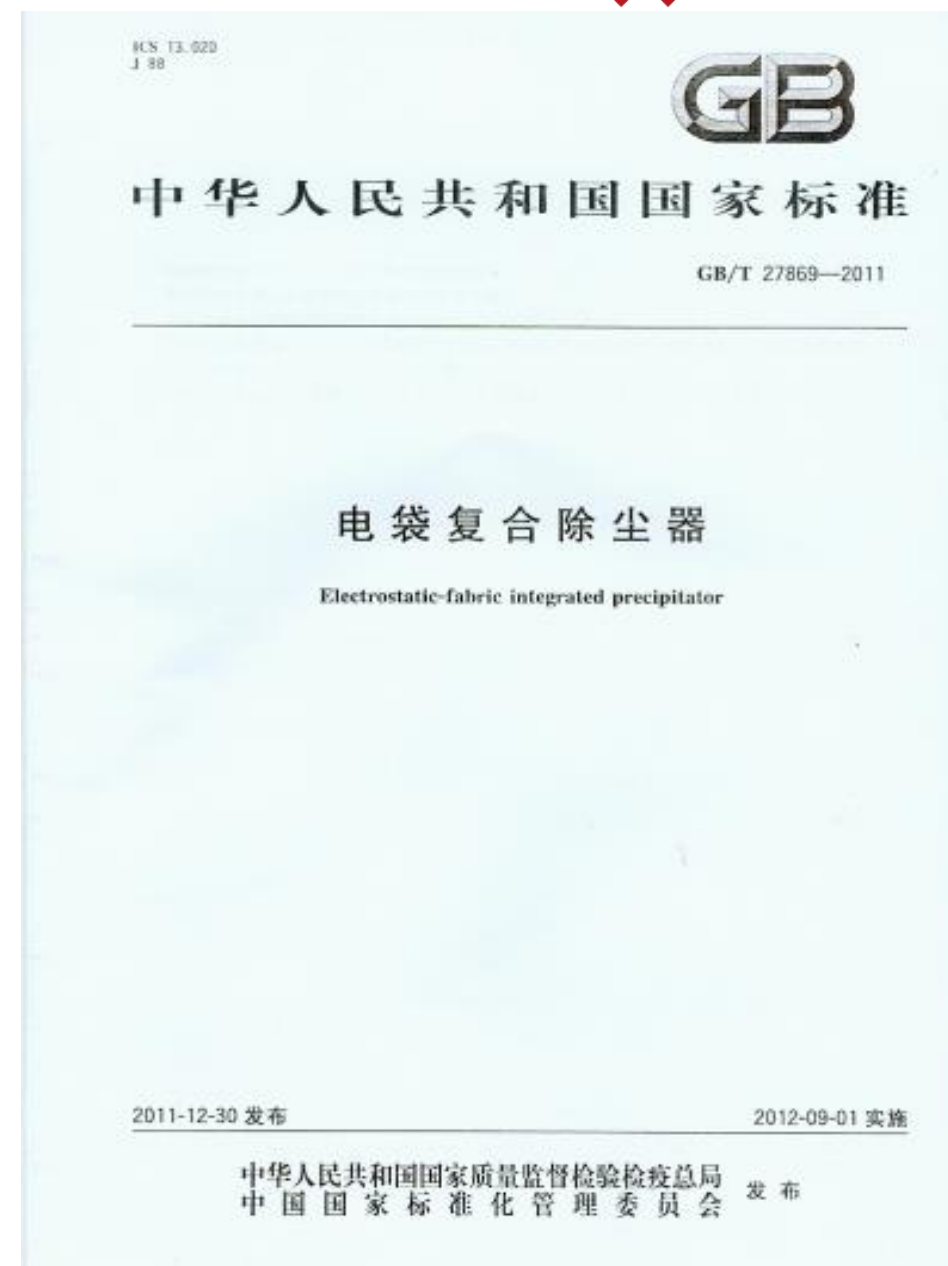 ICS 13.020
J 88
GB
中华人民共和国国家标准
GB/T 27869—2011
电袋复合除尘器
Electrostatic-fabric integrated precipitator
2011-12-30 发布
2012-09-01 实施
中华人民共和国国家质量监督检验检疫总局
中国国家标准化管理委员会
发布